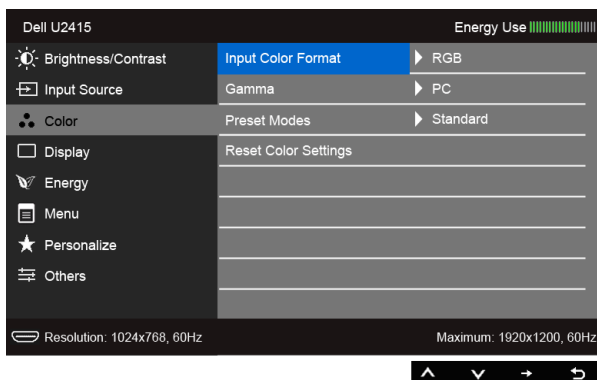 Dell U2415 Energy Use
Brightness/Contrast Input Color Format RGB
Input Source Gamma PC
Color Preset Modes Standard
Display Reset Color Settings
Energy
Menu
Personalize
Others
Resolution: 1024x768, 60Hz Maximum: 1920x1200, 60Hz